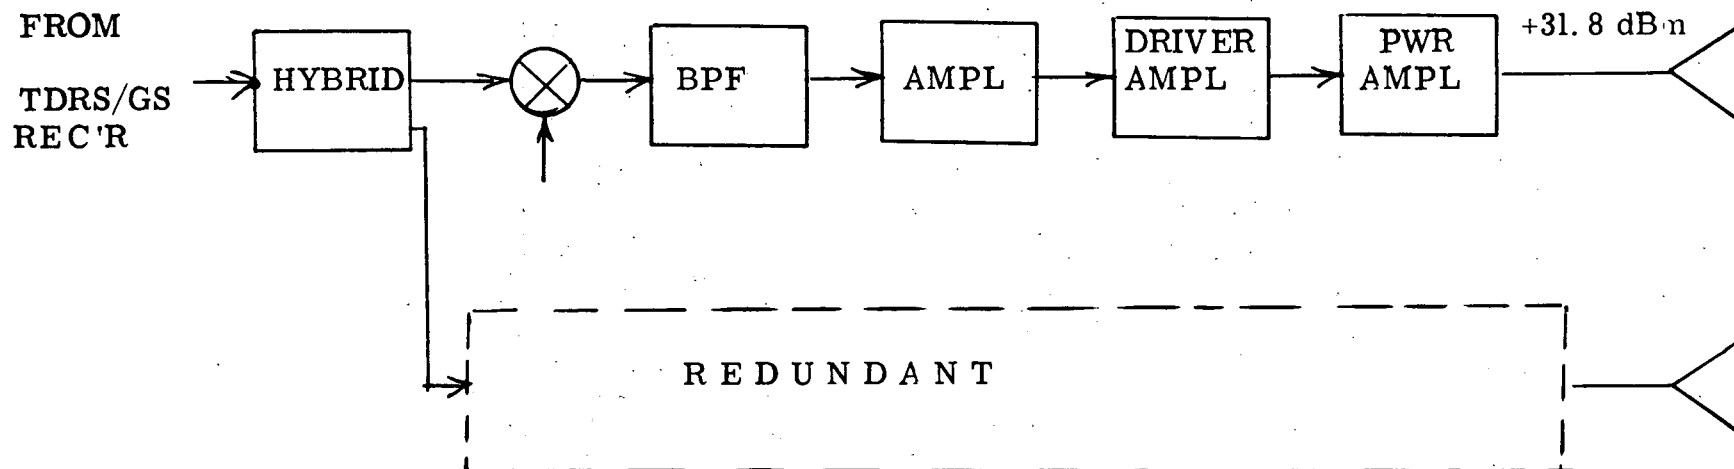 FROM
TDRS/GS
REC'R
HYBRID
BPF
AMPL
DRIVER
AMPL
PWR
AMPL
+31.8 dBm
REDUNDANT